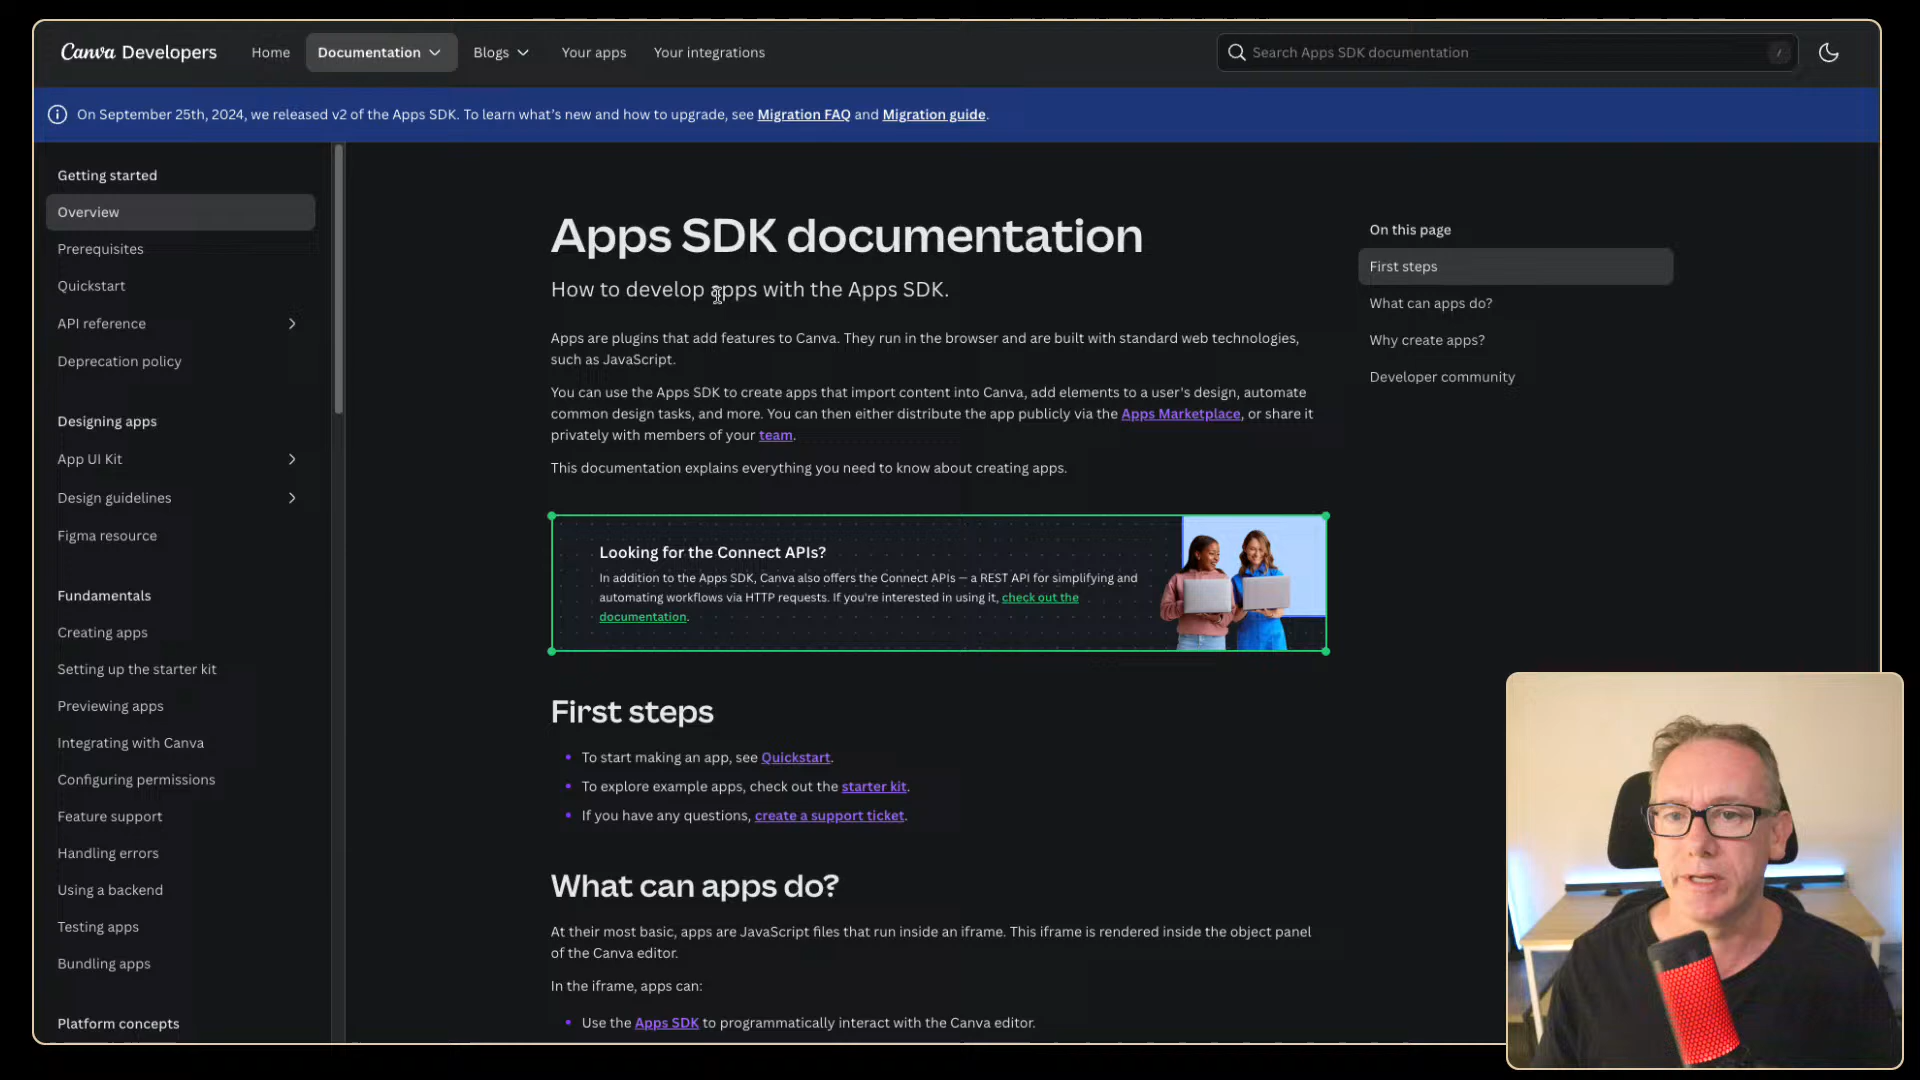 Canva Developers Home Documentation Blogs Your apps Your integrations Search Apps SDK documentation /
On September 25th, 2024, we released v2 of the Apps SDK. To learn what's new and how to upgrade, see Migration FAQ and Migration guide.
Getting started
Overview
Prerequisites
Quickstart
API reference
Deprecation policy
Designing apps
App UI Kit
Design guidelines
Figma resource
Fundamentals
Creating apps
Setting up the starter kit
Previewing apps
Integrating with Canva
Configuring permissions
Feature support
Handling errors
Using a backend
Testing apps
Bundling apps
Platform concepts
Apps SDK documentation
How to develop apps with the Apps SDK.
Apps are plugins that add features to Canva. They run in the browser and are built with standard web technologies,
such as JavaScript.
You can use the Apps SDK to create apps that import content into Canva, add elements to a user's design, automate
common design tasks, and more. You can then either distribute the app publicly via the Apps Marketplace, or share it
privately with members of your team.
This documentation explains everything you need to know about creating apps.
Looking for the Connect APIs?
In addition to the Apps SDK, Canva also offers the Connect APIs — a REST API for simplifying and
automating workflows via HTTP requests. If you're interested in using it, check out the
documentation.
First steps
• To start making an app, see Quickstart.
• To explore example apps, check out the starter kit.
• If you have any questions, create a support ticket.
What can apps do?
At their most basic, apps are JavaScript files that run inside an iframe. This iframe is rendered inside the object panel
of the Canva editor.
In the iframe, apps can:
• Use the Apps SDK to programmatically interact with the Canva editor.
On this page
First steps
What can apps do?
Why create apps?
Developer community